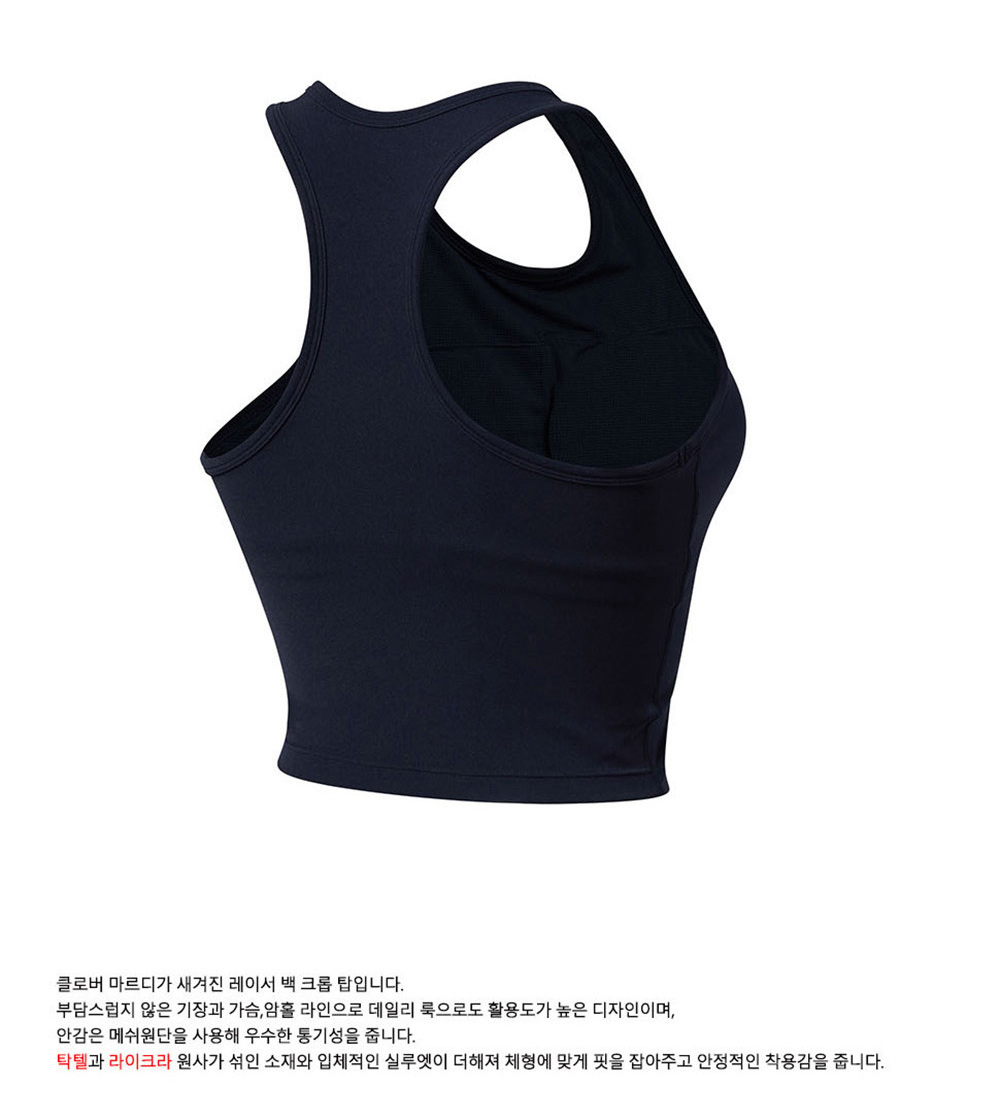 클로버 마르디가 새겨진 레이서 백 크롭 탑입니다.
부담스럽지 않은 기장과 가슴,암홀 라인으로 데일리 룩으로도 활용도가 높은 디자인이며,
안감은 메쉬원단을 사용해 우수한 통기성을 줍니다.
탁텔과 라이크라 원사가 섞인 소재와 입체적인 실루엣이 더해져 체형에 맞게 핏을 잡아주고 안정적인 착용감을 줍니다.